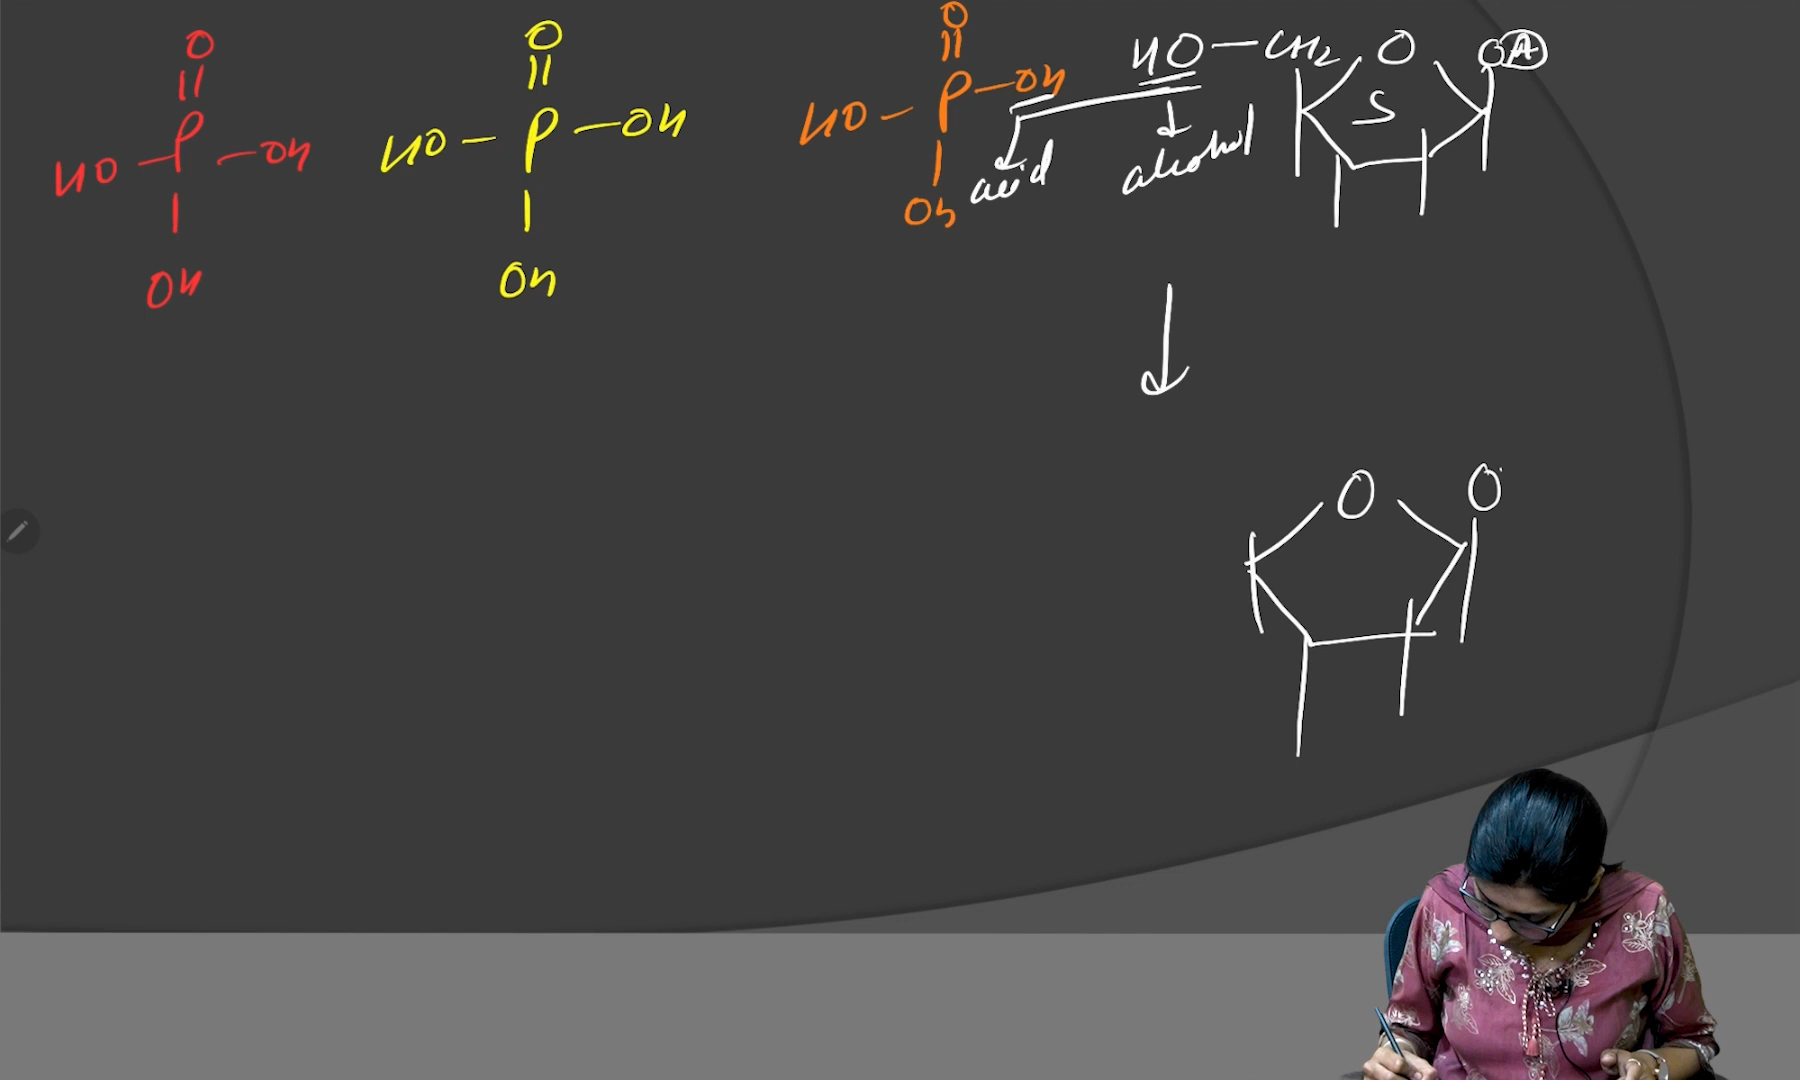 O
||
HO – P – OH
|
OH
O
||
HO – P – OH
|
OH
O
||
HO – P – OH
|
OH
acid
HO – CH2
alcohol
O
S
O A
O
O